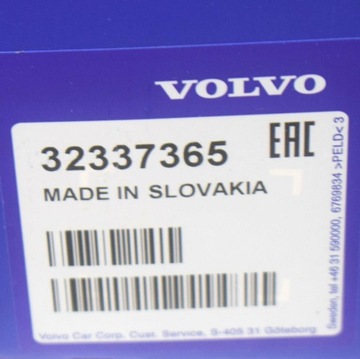 VOLVO
32337365
EAC
MADE IN SLOVAKIA
Volvo Car Corp. Cust. Service, S-405 31 Göteborg
Sweden, tel +46 31 590000, 6769834 >PELD< 3